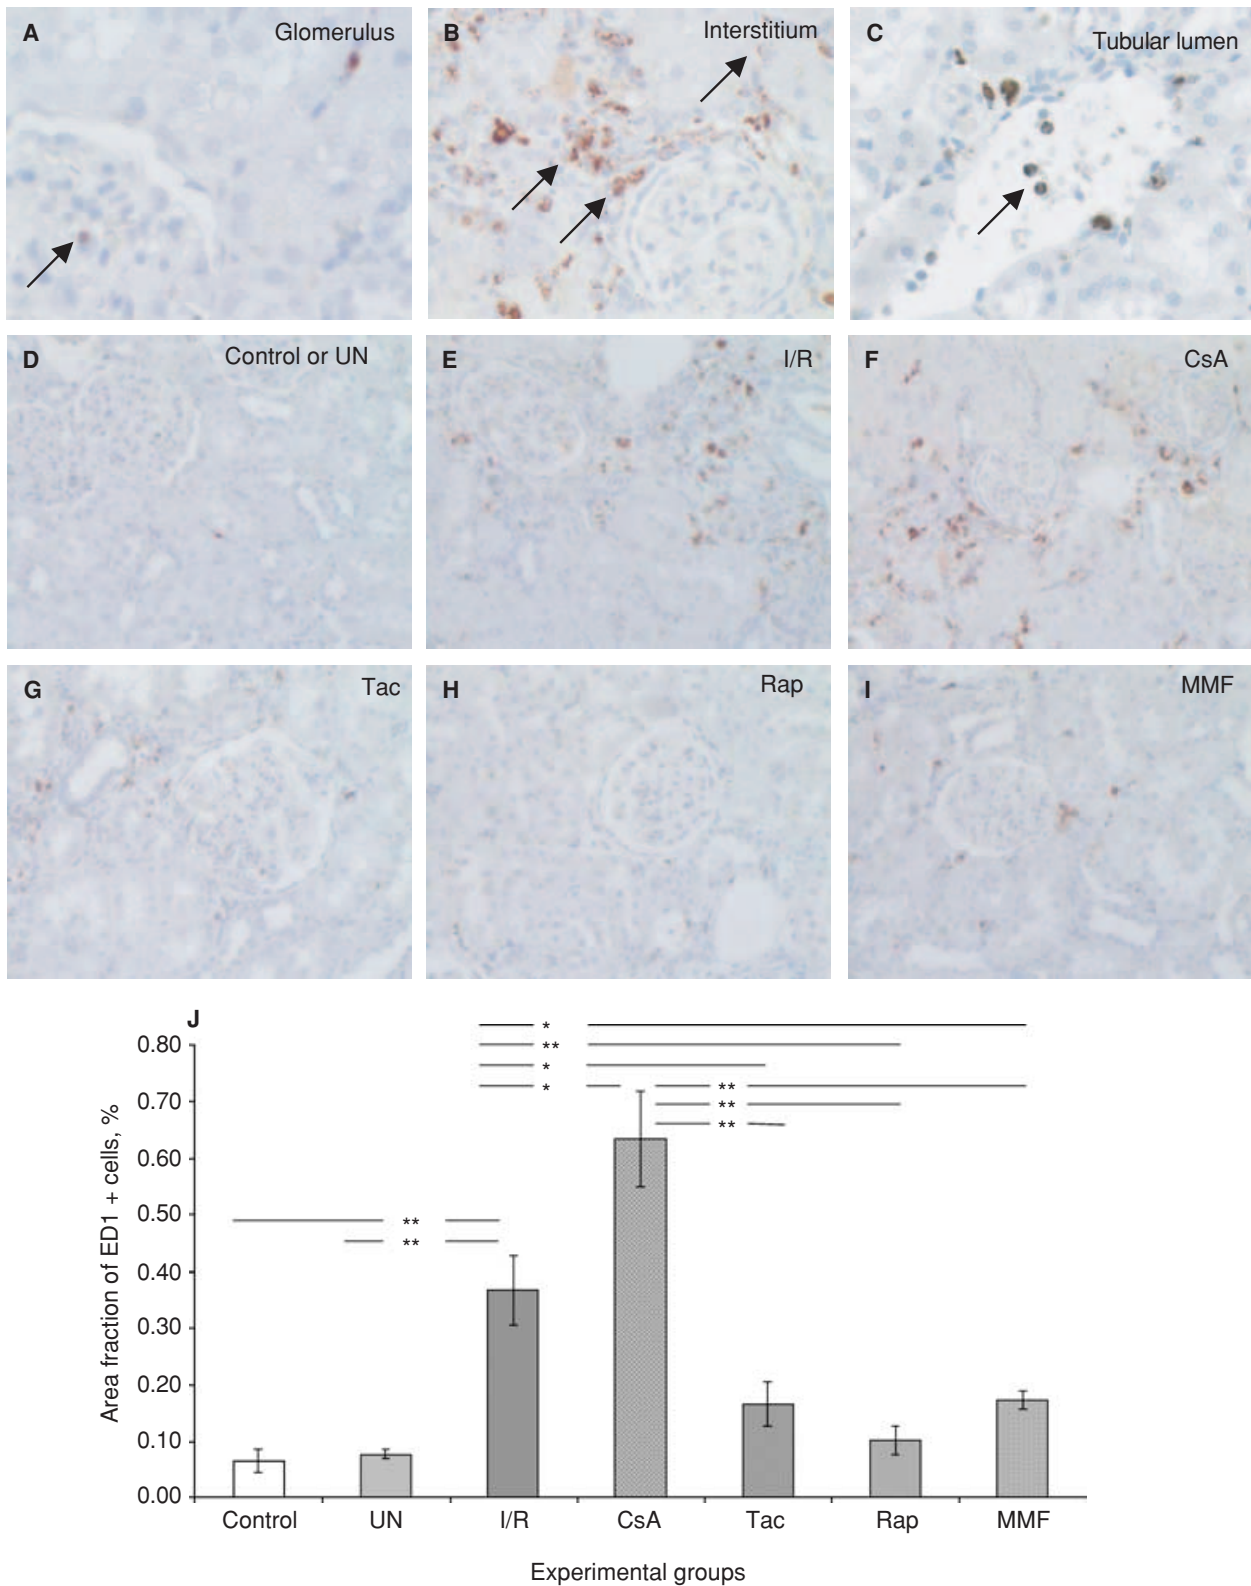 A Glomerulus
B Interstitium
C Tubular lumen
D Control or UN
E I/R
F CsA
G Tac
H Rap
I MMF
J
*
**
*
* **
**
**
**
**
0.80
0.70
0.60
0.50
0.40
0.30
0.20
0.10
0.00
Area fraction of ED1 + cells, %
Control UN I/R CsA Tac Rap MMF
Experimental groups